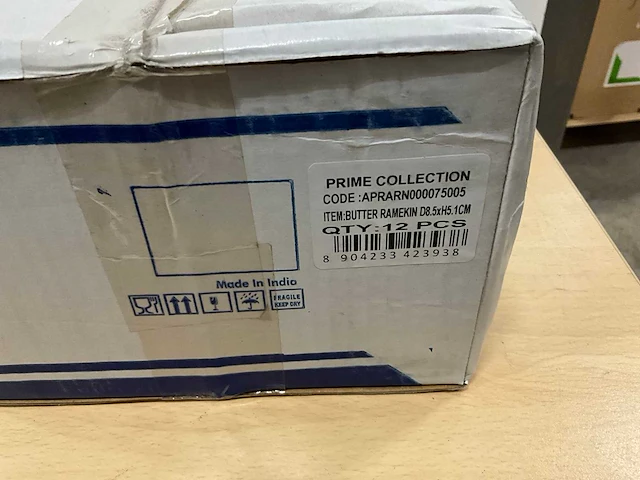 PRIME COLLECTION
CODE :APRARN000075005
ITEM:BUTTER RAMEKIN D8.5xH5.1CM
QTY:12 PCS
8 904233 423938
Made In India
FRAGILE
KEEP DRY